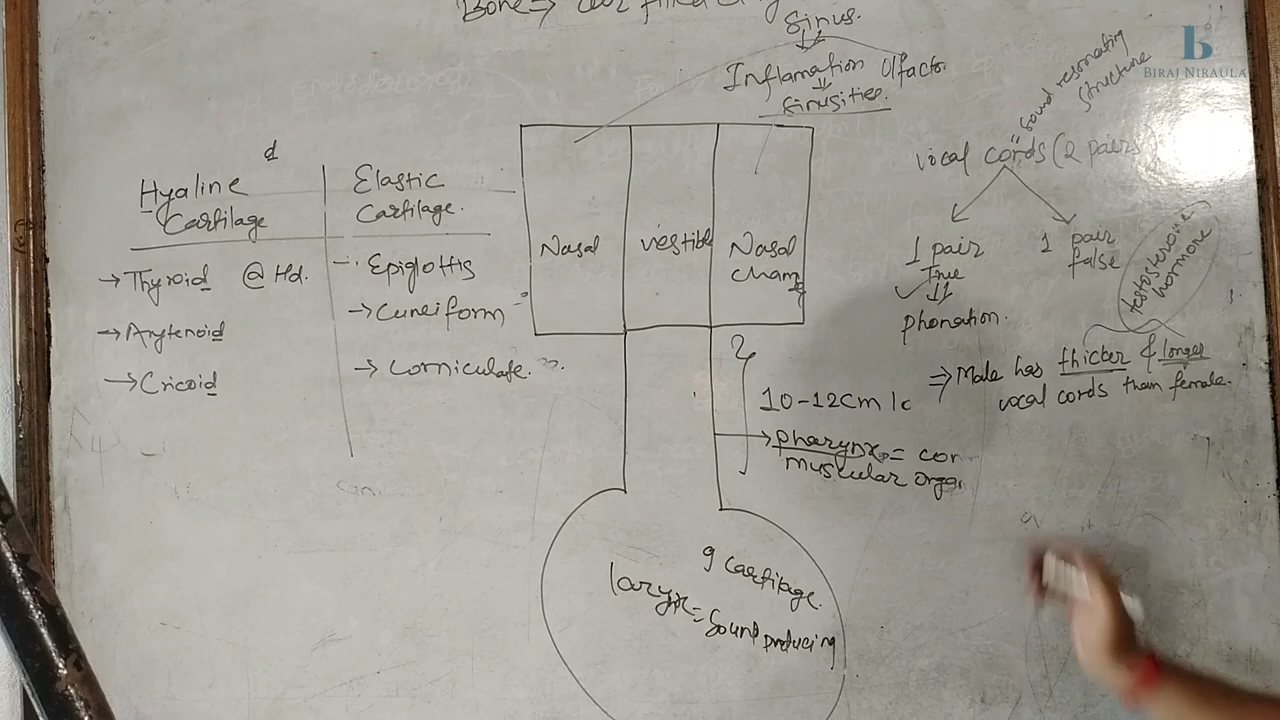 Bone ⇒
Sinus.
Inflamation
Olfacto.
Sinusities.
BIRAJ NIRAULA
"Sound resonating
structure
vocal cords (2 pairs
1 pair
True
phonation.
1 pair
false
testosterone
hormone
⇒ Male has thicker & longer
vocal cords than female.
d
Hyaline
Cartilage
→ Thyroid @ Hd.
→ Arytenoid
→ Cricoid
Elastic
Cartilage.
Epiglottis
→ Cuneiform
→ Corniculate.
Nasal
vestible
Nasal
chamb
10-12cm lc
→ pharynx = con
muscular orga
9 cartilage.
larynx = Sound producing